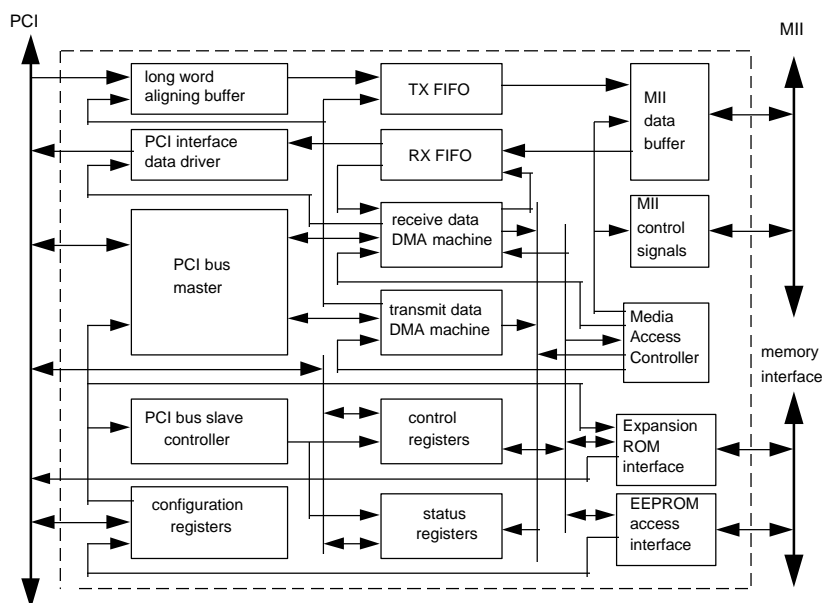 PCI
MII
long word
aligning buffer
TX FIFO
MII
data
buffer
PCI interface
data driver
RX FIFO
receive data
DMA machine
MII
control
signals
PCI bus
master
transmit data
DMA machine
Media
Access
Controller
memory
interface
PCI bus slave
controller
control
registers
Expansion
ROM
interface
configuration
registers
status
registers
EEPROM
access
interface